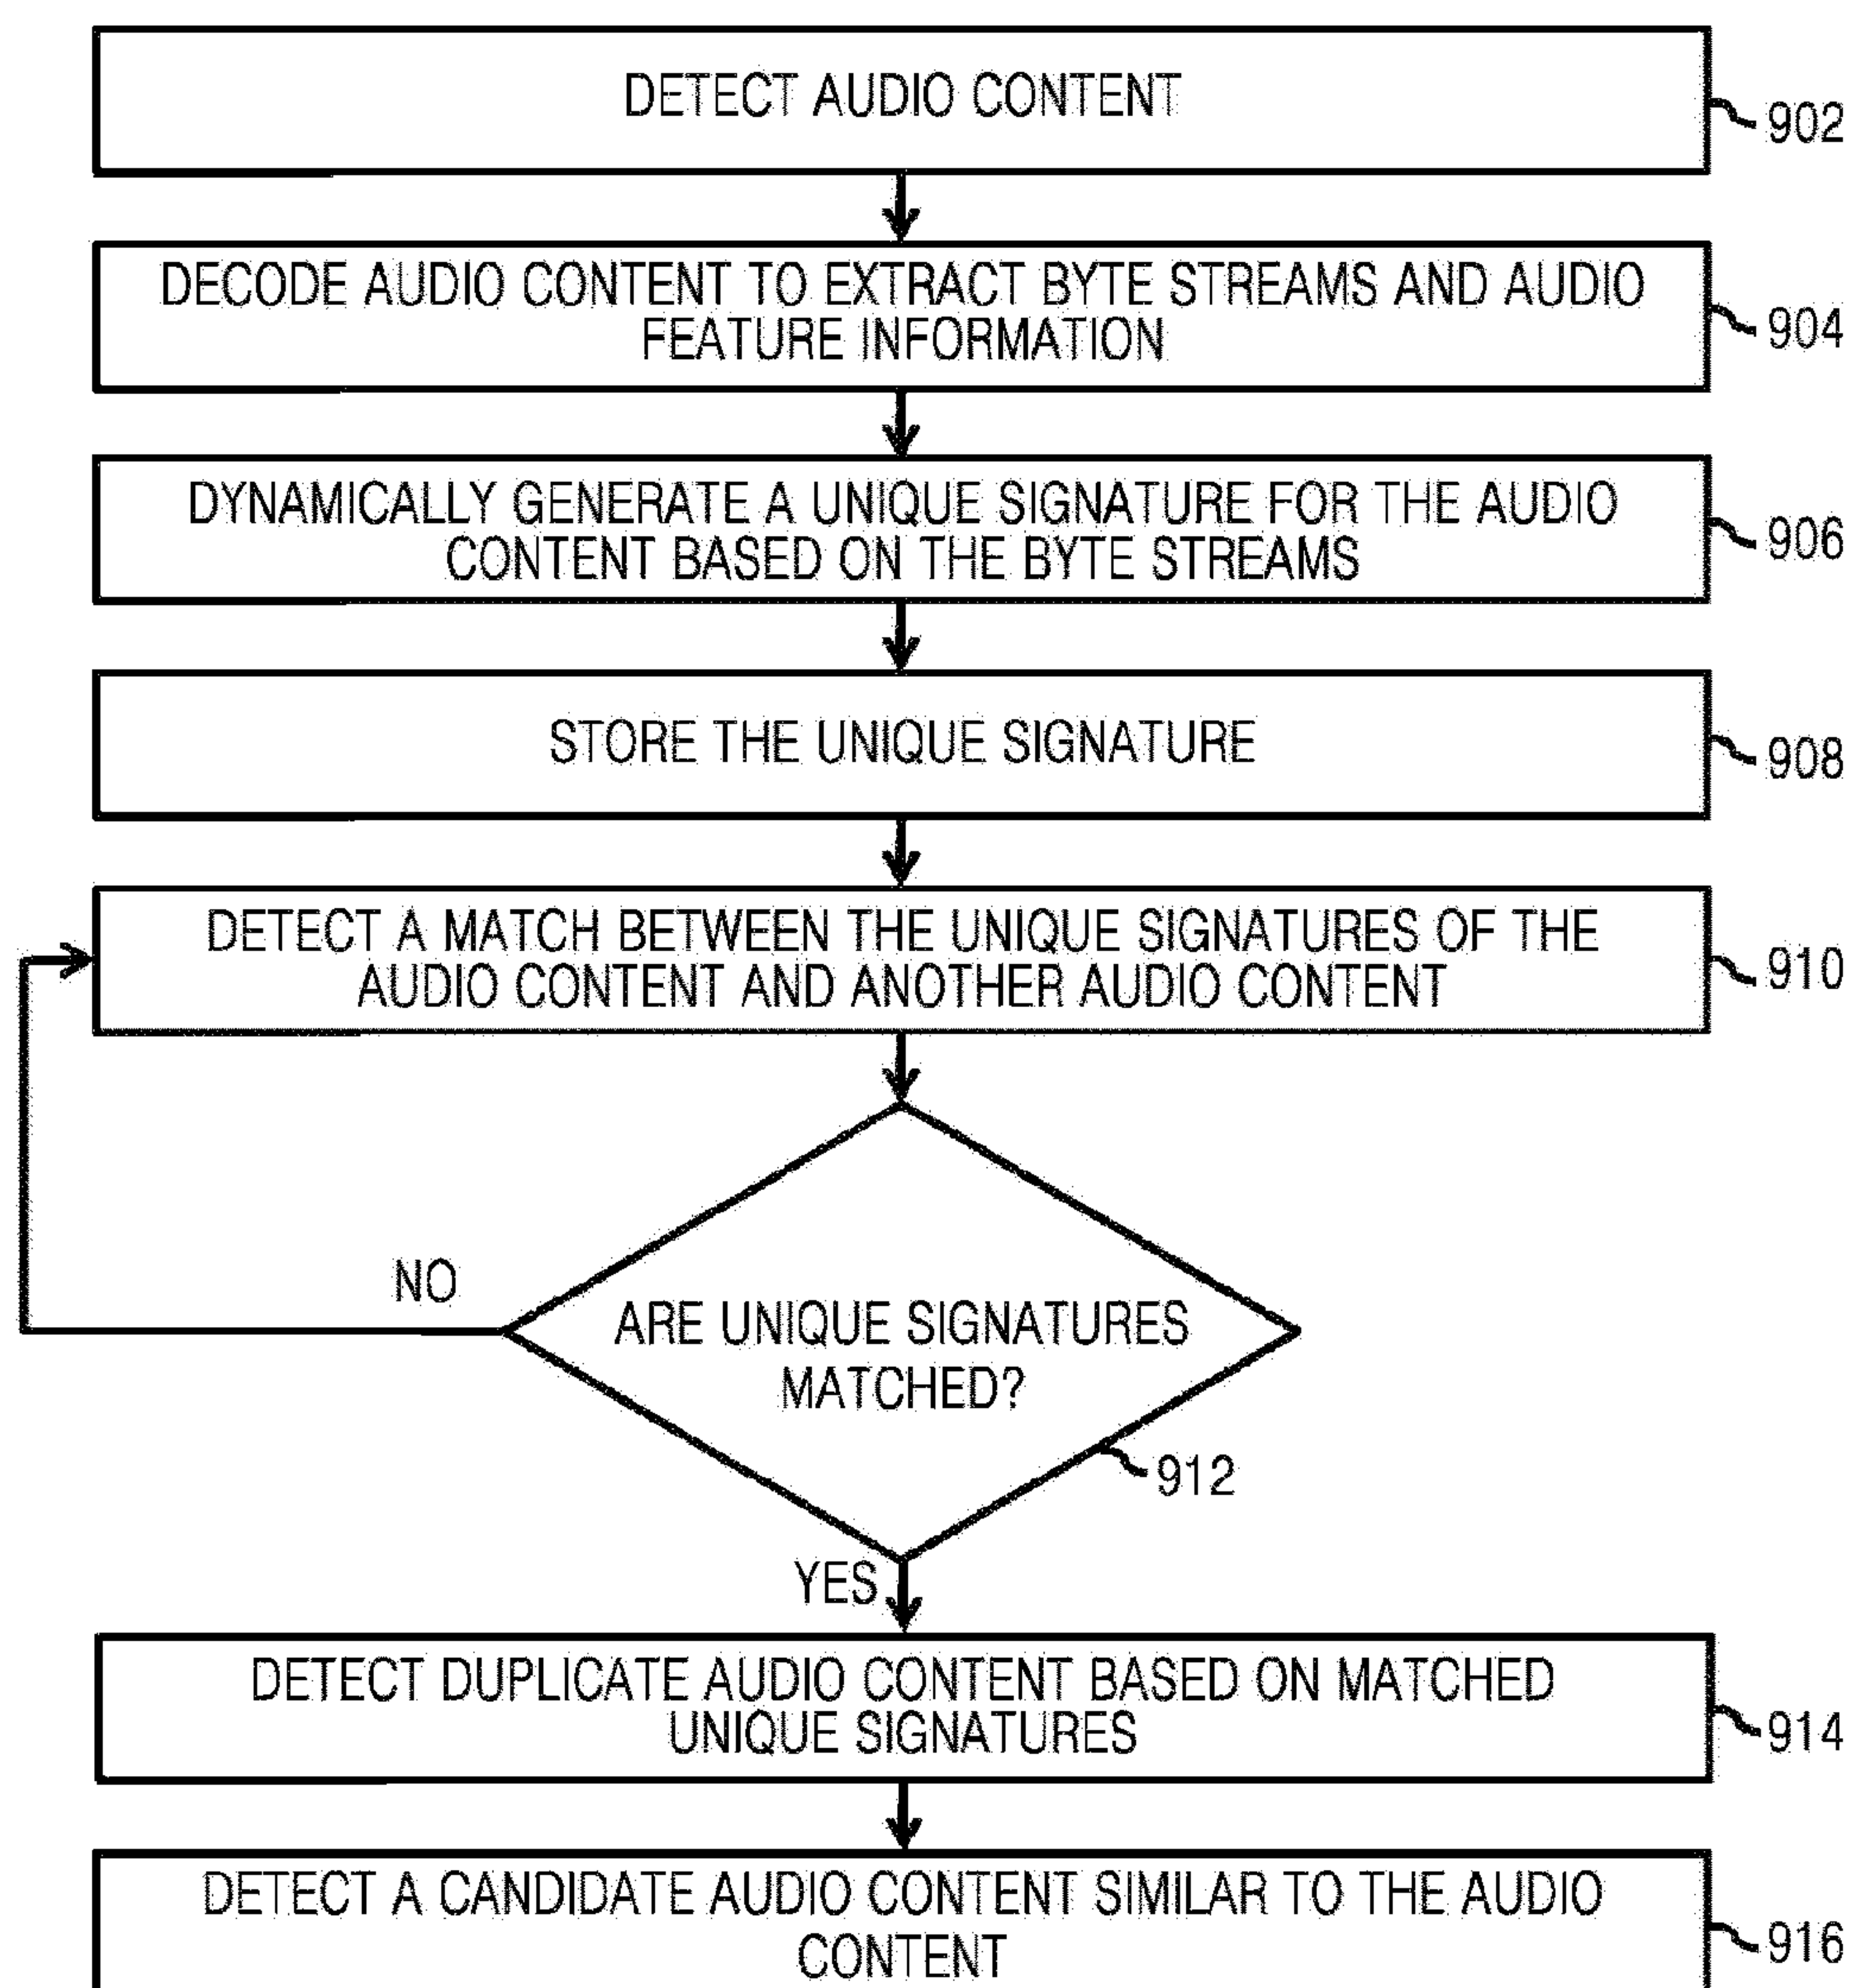 DETECT AUDIO CONTENT
902
DECODE AUDIO CONTENT TO EXTRACT BYTE STREAMS AND AUDIO
FEATURE INFORMATION
904
DYNAMICALLY GENERATE A UNIQUE SIGNATURE FOR THE AUDIO
CONTENT BASED ON THE BYTE STREAMS
906
STORE THE UNIQUE SIGNATURE
908
DETECT A MATCH BETWEEN THE UNIQUE SIGNATURES OF THE
AUDIO CONTENT AND ANOTHER AUDIO CONTENT
910
NO
ARE UNIQUE SIGNATURES
MATCHED?
912
YES
DETECT DUPLICATE AUDIO CONTENT BASED ON MATCHED
UNIQUE SIGNATURES
914
DETECT A CANDIDATE AUDIO CONTENT SIMILAR TO THE AUDIO
CONTENT
916